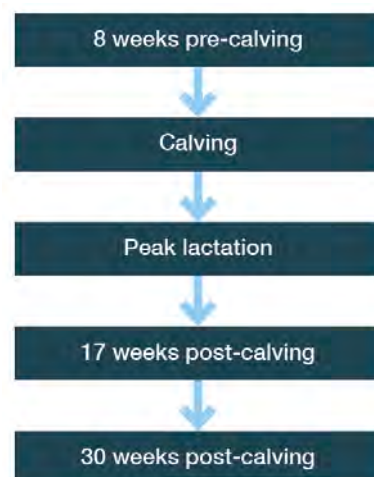 8 weeks pre-calving
Calving
Peak lactation
17 weeks post-calving
30 weeks post-calving